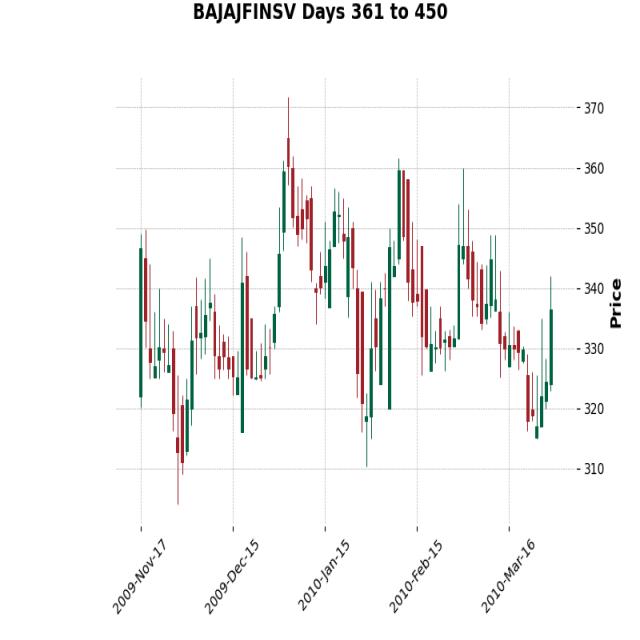 BAJAJFINSV Days 361 to 450
370
360
350
340
330
320
310
Price
2009-Nov-17
2009-Dec-15
2010-Jan-15
2010-Feb-15
2010-Mar-16